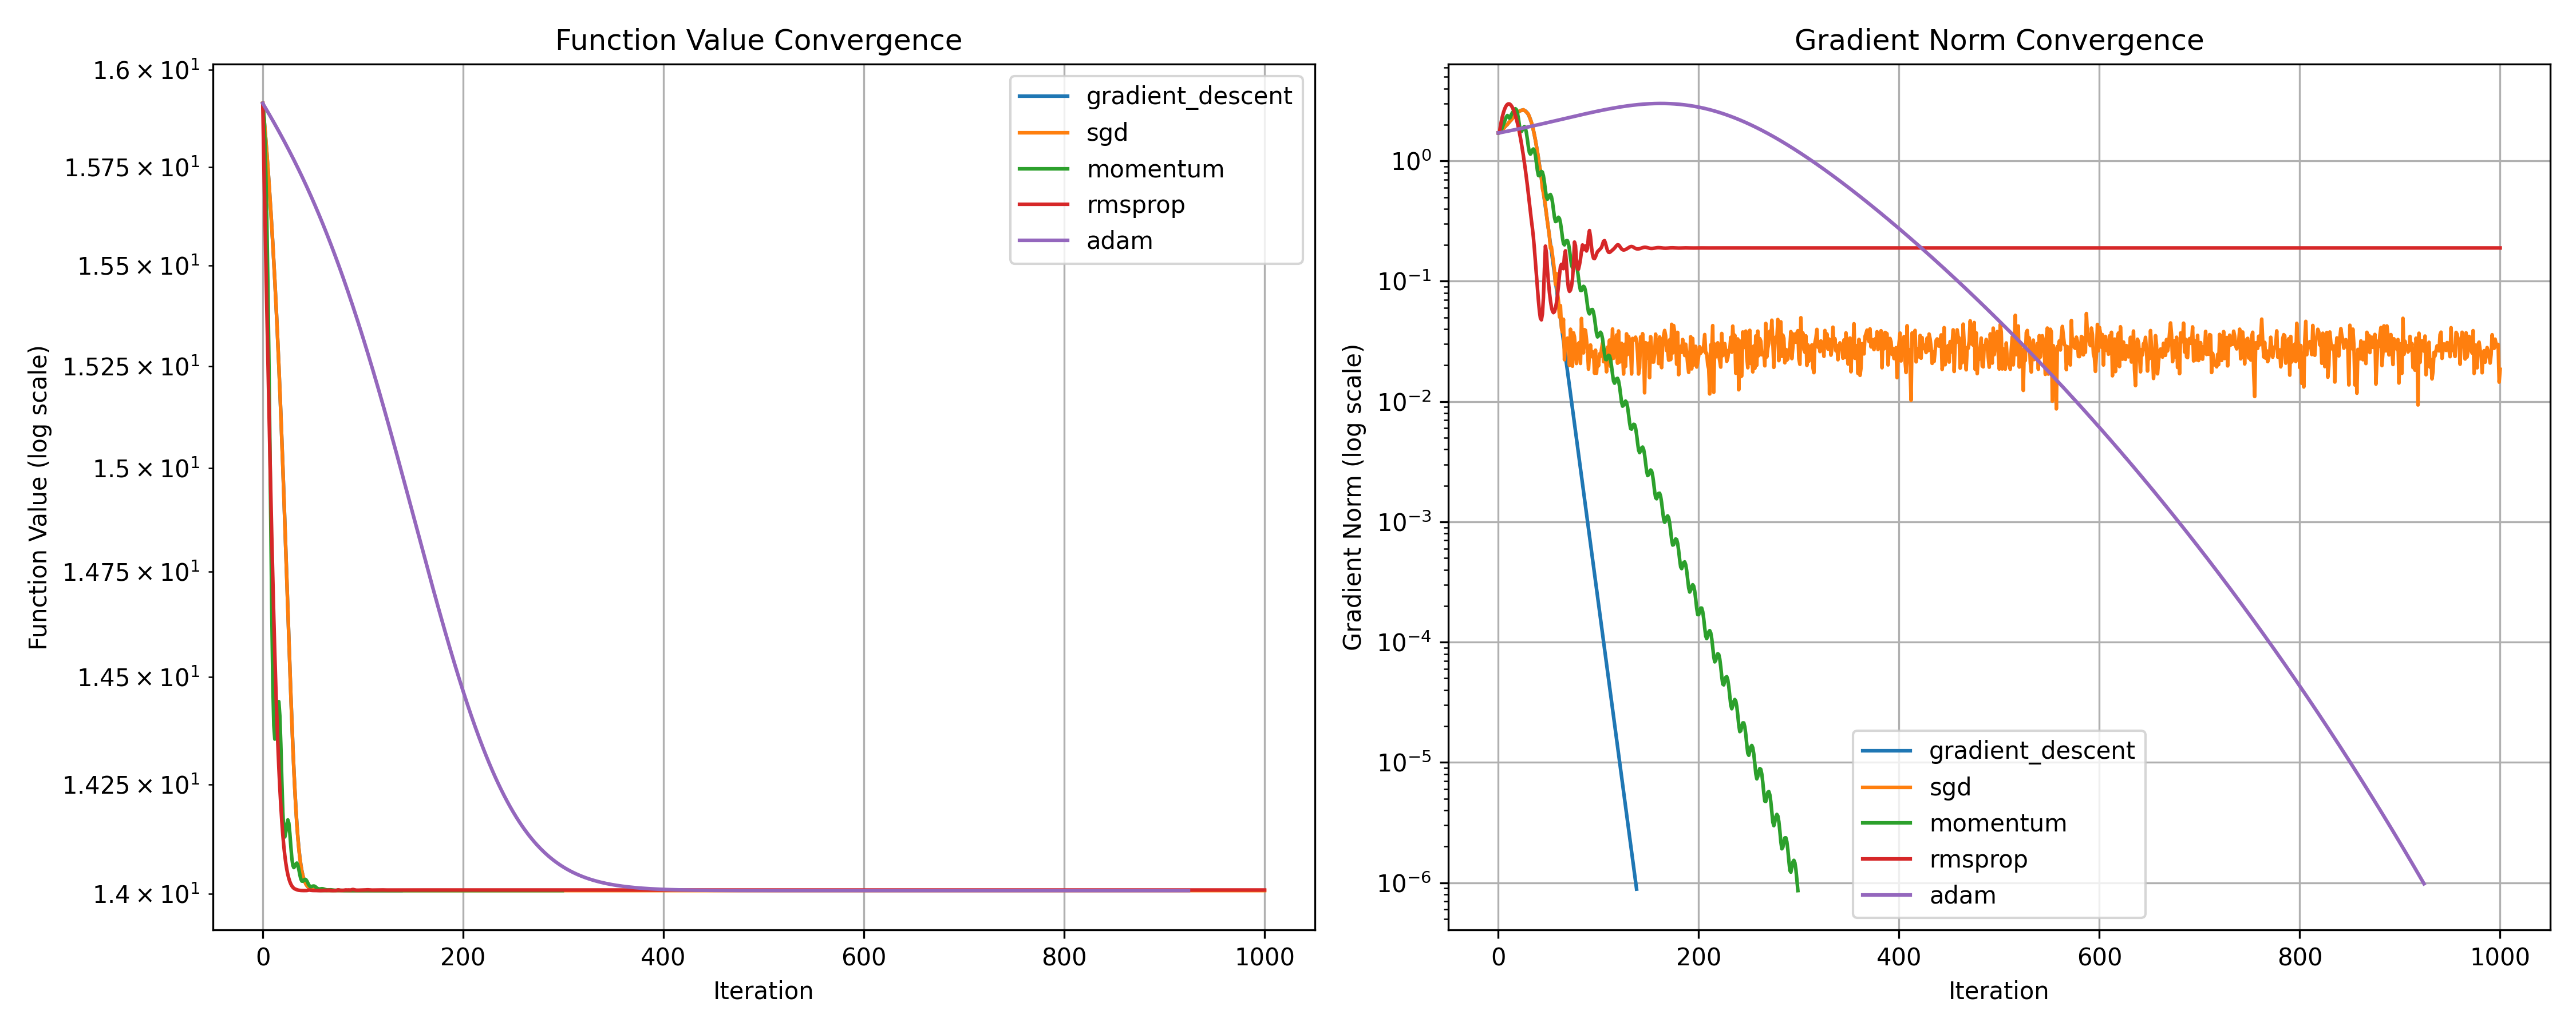 Function Value Convergence
Function Value (log scale)
1.6 × 10¹
1.575 × 10¹
1.55 × 10¹
1.525 × 10¹
1.5 × 10¹
1.475 × 10¹
1.45 × 10¹
1.425 × 10¹
1.4 × 10¹
gradient_descent
sgd
momentum
rmsprop
adam
0 200 400 600 800 1000
Iteration
Gradient Norm Convergence
Gradient Norm (log scale)
10⁰
10⁻¹
10⁻²
10⁻³
10⁻⁴
10⁻⁵
10⁻⁶
gradient_descent
sgd
momentum
rmsprop
adam
0 200 400 600 800 1000
Iteration